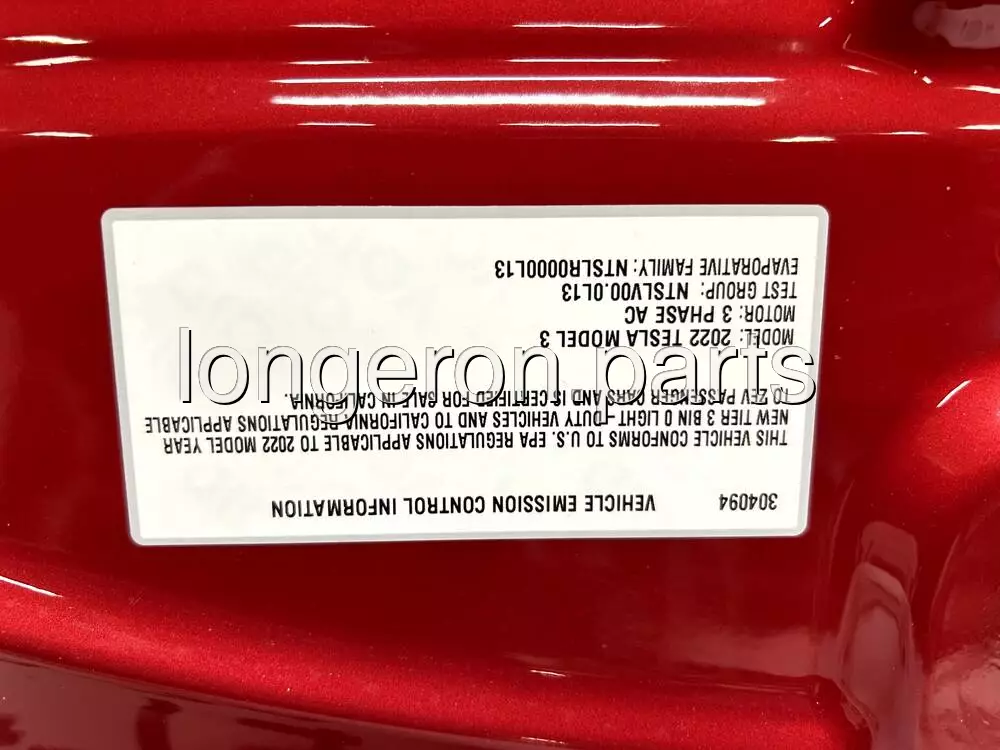 304094 VEHICLE EMISSION CONTROL INFORMATION
THIS VEHICLE CONFORMS TO U.S. EPA REGULATIONS APPLICABLE TO 2022 MODEL YEAR
NEW TIER 3 BIN 0 LIGHT-DUTY VEHICLES AND TO CALIFORNIA REGULATIONS APPLICABLE
TO ZEV PASSENGER CARS AND IS CERTIFIED FOR SALE IN CALIFORNIA.
MODEL: 2022 TESLA MODEL 3
MOTOR: 3 PHASE AC
TEST GROUP: NTSLV00.0L13
EVAPORATIVE FAMILY: NTSLR0000L13
longeron_parts